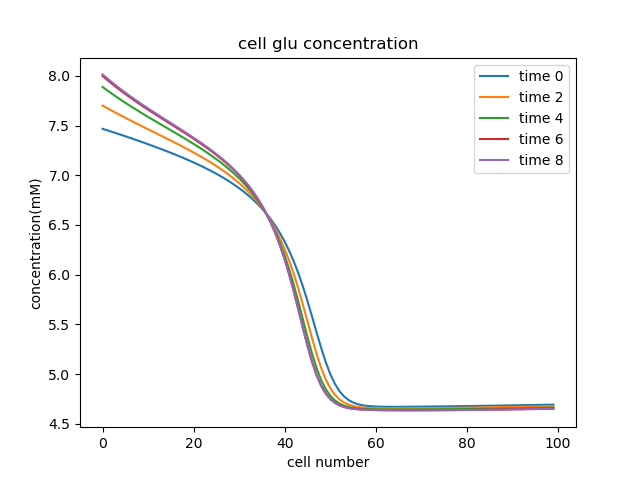 cell glu concentration
concentration(mM)
8.0
7.5
7.0
6.5
6.0
5.5
5.0
4.5
time 0
time 2
time 4
time 6
time 8
0 20 40 60 80 100
cell number